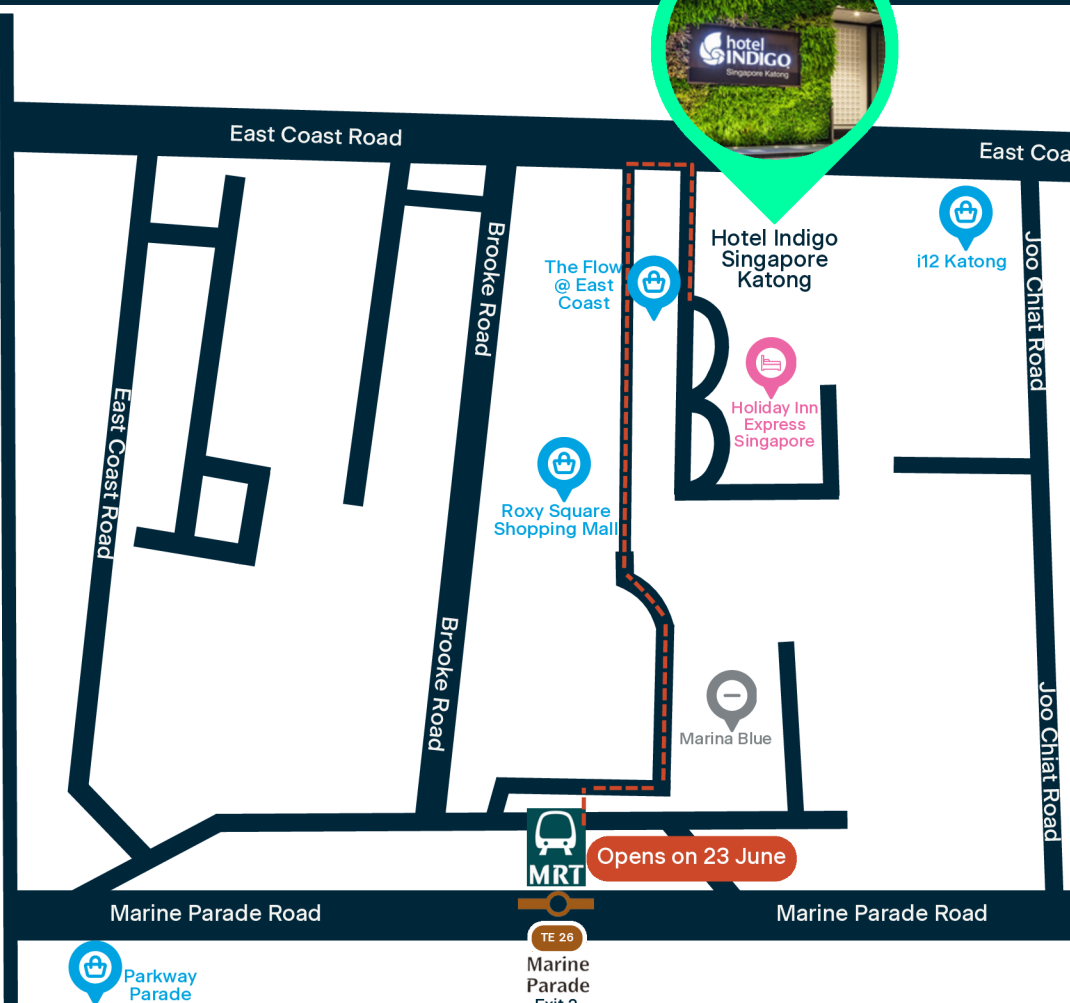 hotel
INDIGO
Singapore Katong
East Coast Road
East Coa
Hotel Indigo
Singapore
Katong
i12 Katong
The Flow
@ East
Coast
Brooke Road
Joo Chiat Road
Holiday Inn
Express
Singapore
East Coast Road
Roxy Square
Shopping Mall
Brooke Road
Marina Blue
Joo Chiat Road
MRT
Opens on 23 June
Marine Parade Road
Marine Parade Road
TE 26
Marine
Parade
Exit 2
Parkway
Parade